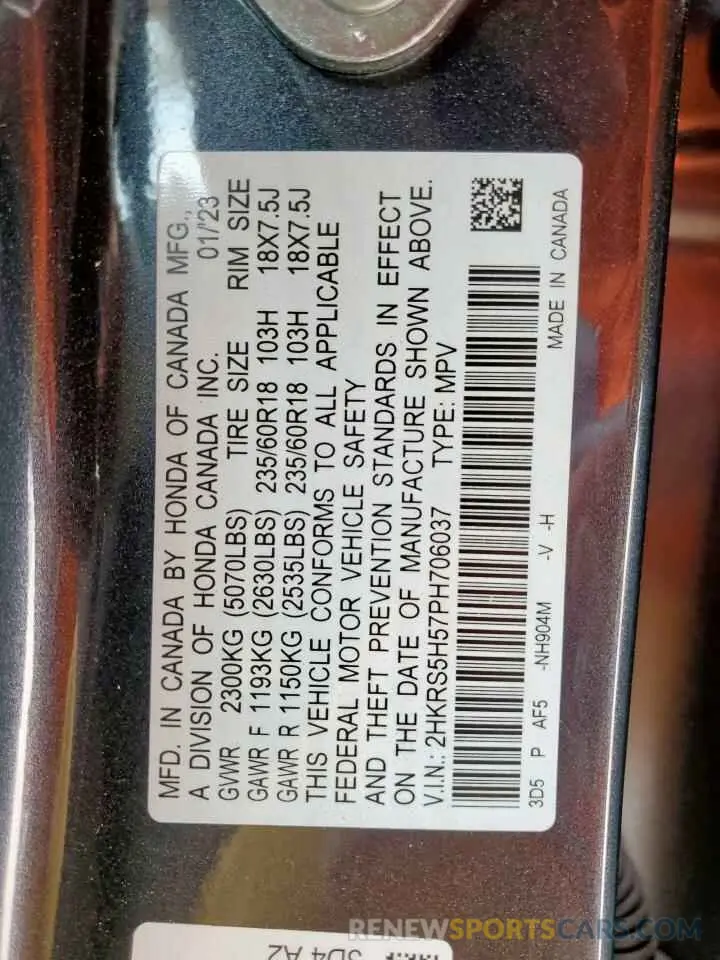 MFD. IN CANADA BY HONDA OF CANADA MFG.,
A DIVISION OF HONDA CANADA INC. 01/'23
GVWR 2300KG (5070LBS) TIRE SIZE RIM SIZE
GAWR F 1193KG (2630LBS) 235/60R18 103H 18X7.5J
GAWR R 1150KG (2535LBS) 235/60R18 103H 18X7.5J
THIS VEHICLE CONFORMS TO ALL APPLICABLE
FEDERAL MOTOR VEHICLE SAFETY
AND THEFT PREVENTION STANDARDS IN EFFECT
ON THE DATE OF MANUFACTURE SHOWN ABOVE.
V.I.N.: 2HKRS5H57PH706037 TYPE: MPV
3D5 P AF5 -NH904M -V -H MADE IN CANADA
3D4 A2
RENEWSPORTSCARS.COM